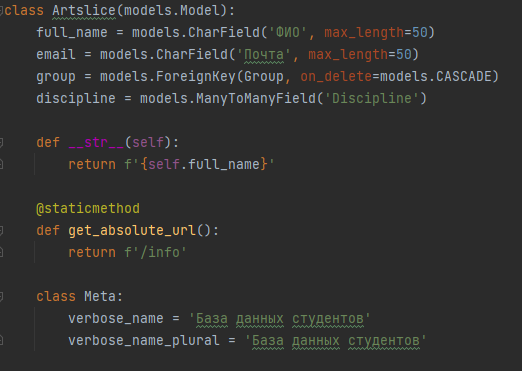 class Artslice(models.Model):
    full_name = models.CharField('ФИО', max_length=50)
    email = models.CharField('Почта', max_length=50)
    group = models.ForeignKey(Group, on_delete=models.CASCADE)
    discipline = models.ManyToManyField('Discipline')

    def __str__(self):
        return f'{self.full_name}'

    @staticmethod
    def get_absolute_url():
        return f'/info'

    class Meta:
        verbose_name = 'База данных студентов'
        verbose_name_plural = 'База данных студентов'